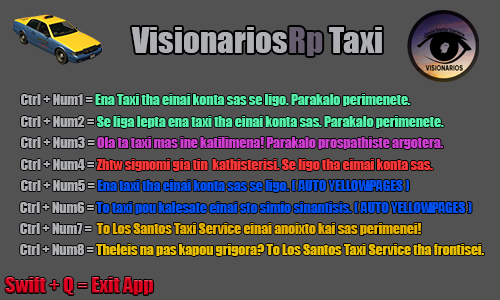 VisionariosRp Taxi
VISIONARIOS
Ctrl + Num1 = Ena Taxi tha einai konta sas se ligo. Parakalo perimenete.
Ctrl + Num2 = Se liga lepta ena taxi tha einai konta sas. Parakalo perimenete.
Ctrl + Num3 = Ola ta taxi mas ine katilimena! Parakalo prospathiste argotera.
Ctrl + Num4 = Zhtw signomi gia tin kathisterisi. Se ligo tha eimai konta sas.
Ctrl + Num5 = Ena taxi tha einai konta sas se ligo. ( AUTO YELLOWPAGES )
Ctrl + Num6 = To taxi pou kalesate einai sto simio sinantisis. ( AUTO YELLOWPAGES )
Ctrl + Num7 = To Los Santos Taxi Service einai anoixto kai sas perimenei!
Ctrl + Num8 = Theleis na pas kapou grigora? To Los Santos Taxi Service tha frontisei.
Swift + Q = Exit App